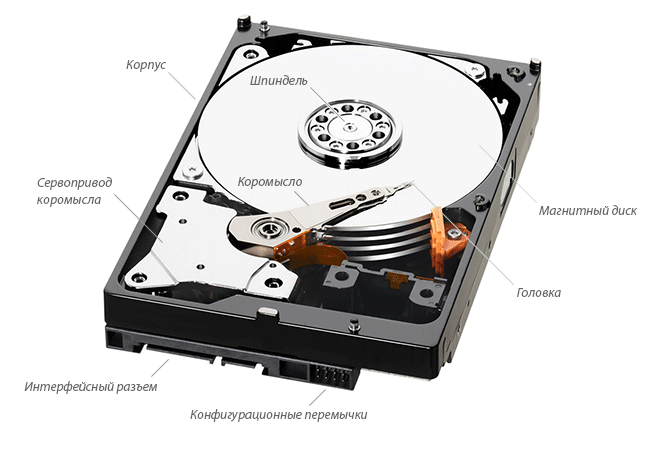 Корпус
Шпиндель
Сервопривод
коромысла
Коромысло
Магнитный диск
Головка
Интерфейсный разъем
Конфигурационные перемычки